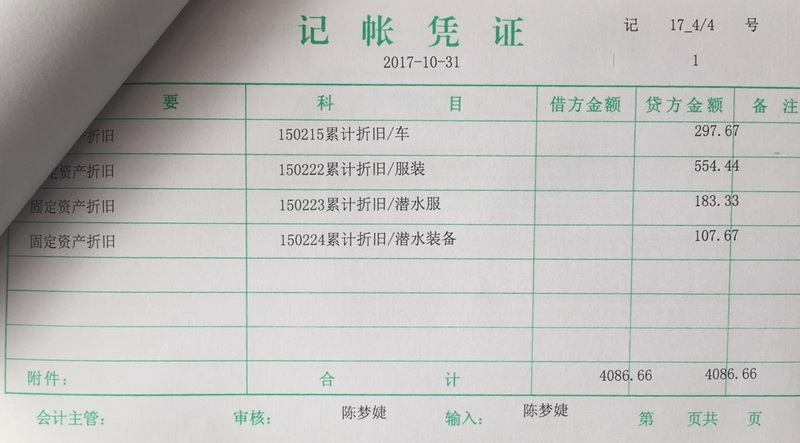 记帐凭证 记 17_4/4 号
2017-10-31 1
要 科目 借方金额 贷方金额 备注
资产折旧 150215累计折旧/车 297.67
定资产折旧 150222累计折旧/服装 554.44
固定资产折旧 150223累计折旧/潜水服 183.33
固定资产折旧 150224累计折旧/潜水装备 107.67
附件： 合计 4086.66 4086.66
会计主管： 审核： 陈梦婕 输入： 陈梦婕 第 页共 页